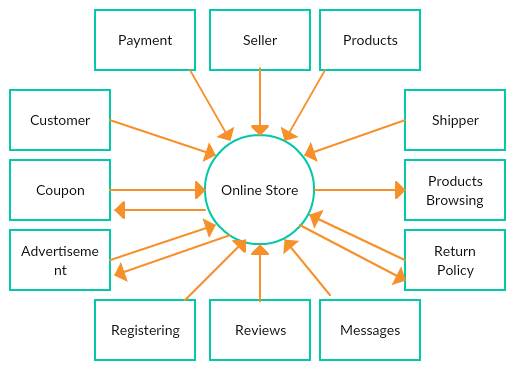 Payment
Seller
Products
Customer
Shipper
Coupon
Online Store
Products
Browsing
Advertiseme
nt
Return
Policy
Registering
Reviews
Messages